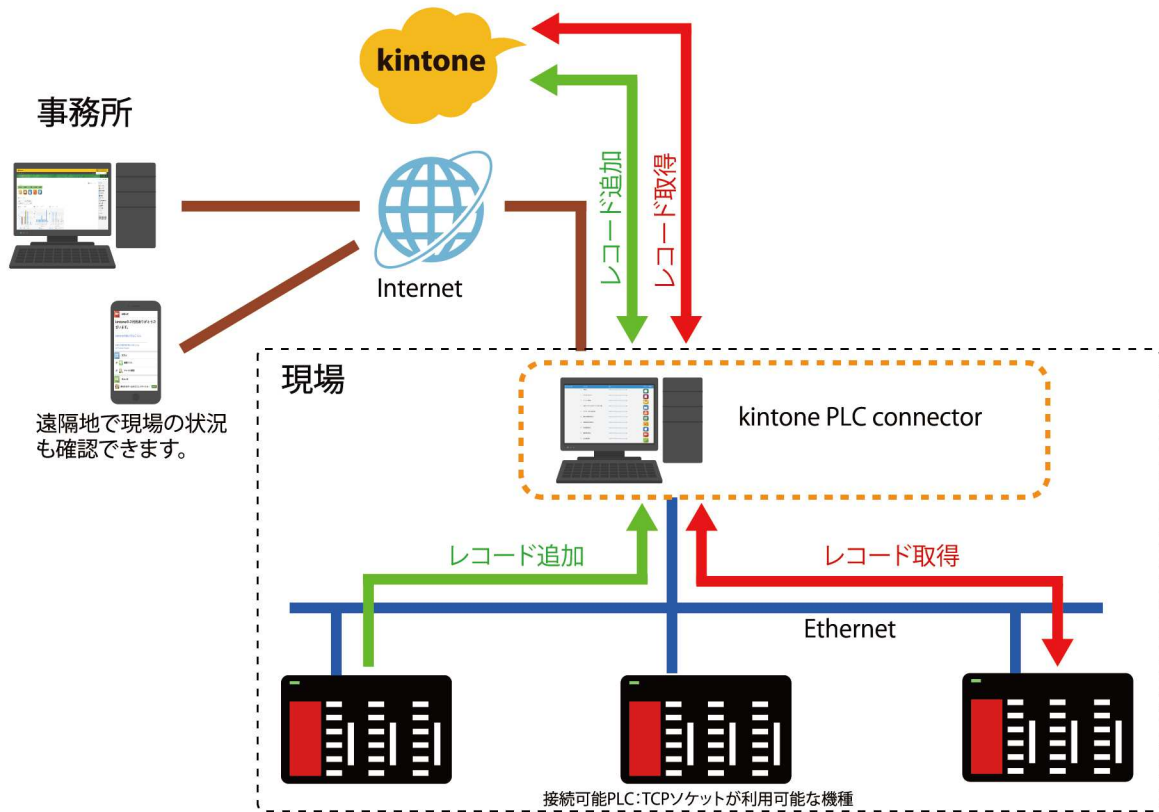 kintone
事務所
レコード追加
レコード取得
Internet
遠隔地で現場の状況
も確認できます。
現場
kintone PLC connector
レコード追加
レコード取得
Ethernet
接続可能PLC:TCPソケットが利用可能な機種